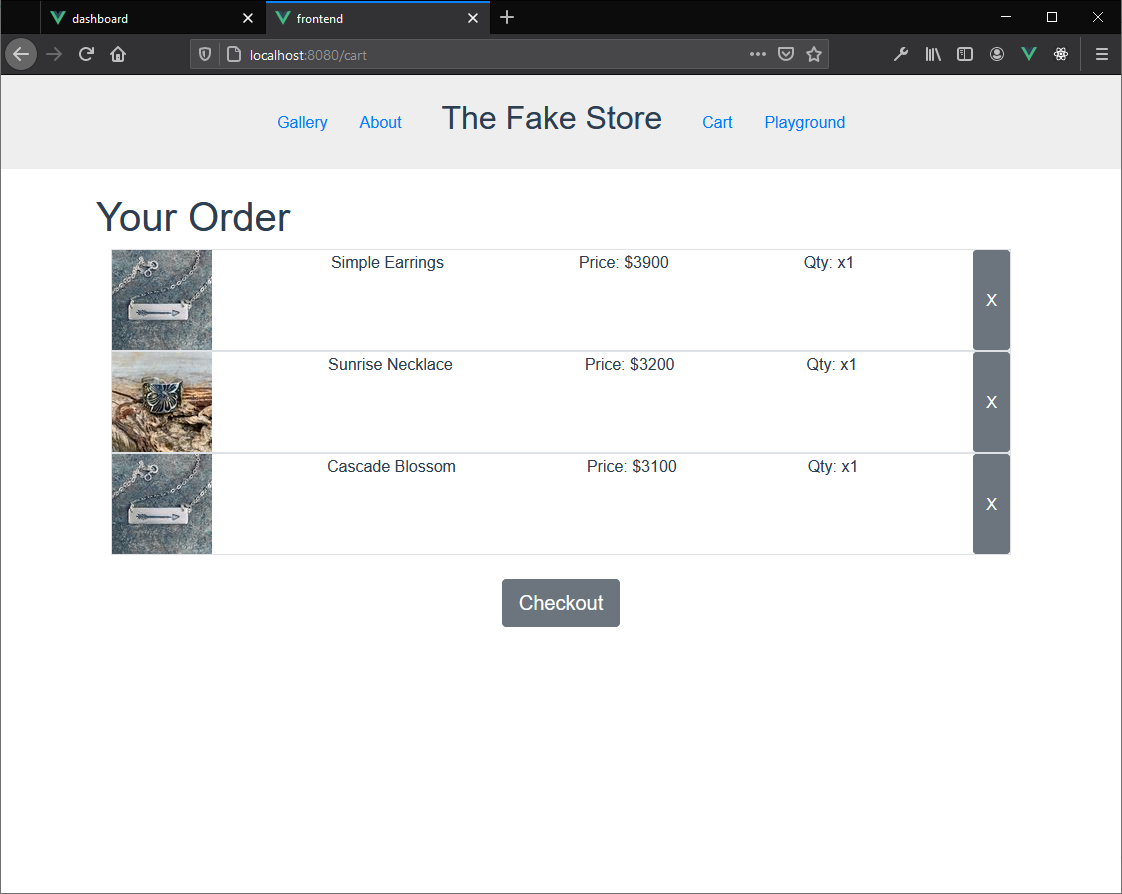 dashboard
frontend
localhost:8080/cart
Gallery About The Fake Store Cart Playground
Your Order
Simple Earrings Price: $3900 Qty: x1 X
Sunrise Necklace Price: $3200 Qty: x1 X
Cascade Blossom Price: $3100 Qty: x1 X
Checkout